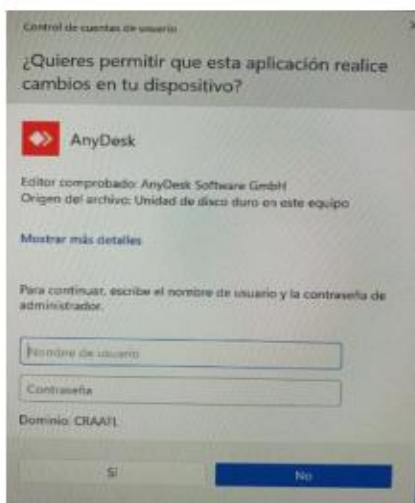 Control de cuentas de usuario
¿Quieres permitir que esta aplicación realice
cambios en tu dispositivo?
AnyDesk
Editor comprobado: AnyDesk Software GmbH
Origen del archivo: Unidad de disco duro en este equipo
Mostrar más detalles
Para continuar, escribe el nombre de usuario y la contraseña de
administrador.
Nombre de usuario
Contraseña
Dominio:
Sí
No